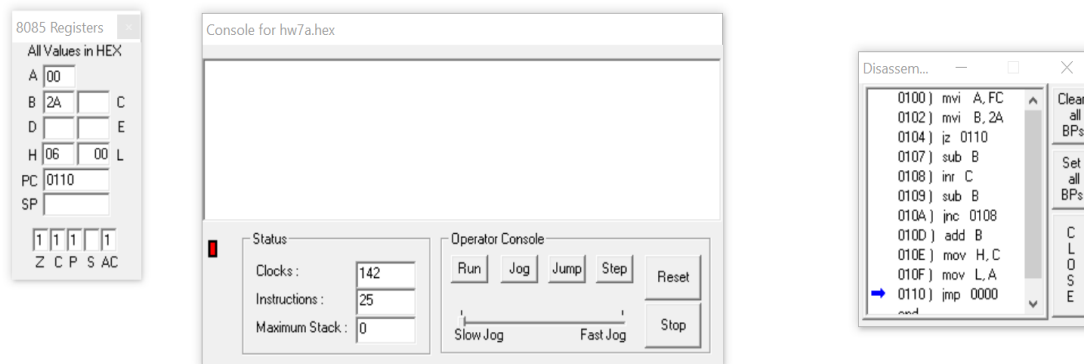 8085 Registers
All Values in HEX
A 00
B 2A C
D E
H 06 00 L
PC 0110
SP
1 1 1 1
Z C P S AC
Console for hw7a.hex
Status
Clocks : 142
Instructions : 25
Maximum Stack : 0
Operator Console
Run Jog Jump Step
Reset
Slow Jog Fast Jog
Stop
Disassem...
0100 ) mvi A, FC
0102 ) mvi B, 2A
0104 ) jz 0110
0107 ) sub B
0108 ) inr C
0109 ) sub B
010A ) jnc 0108
010D ) add B
010E ) mov H, C
010F ) mov L, A
0110 ) jmp 0000
Clear
all
BPs
Set
all
BPs
C
L
O
S
E